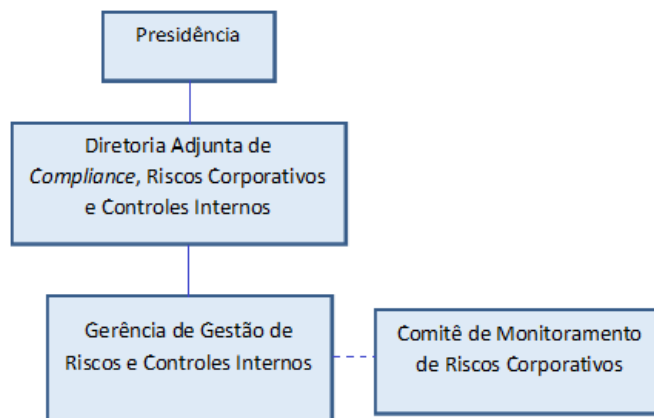 Presidência
Diretoria Adjunta de
Compliance, Riscos Corporativos
e Controles Internos
Gerência de Gestão de
Riscos e Controles Internos
Comitê de Monitoramento
de Riscos Corporativos